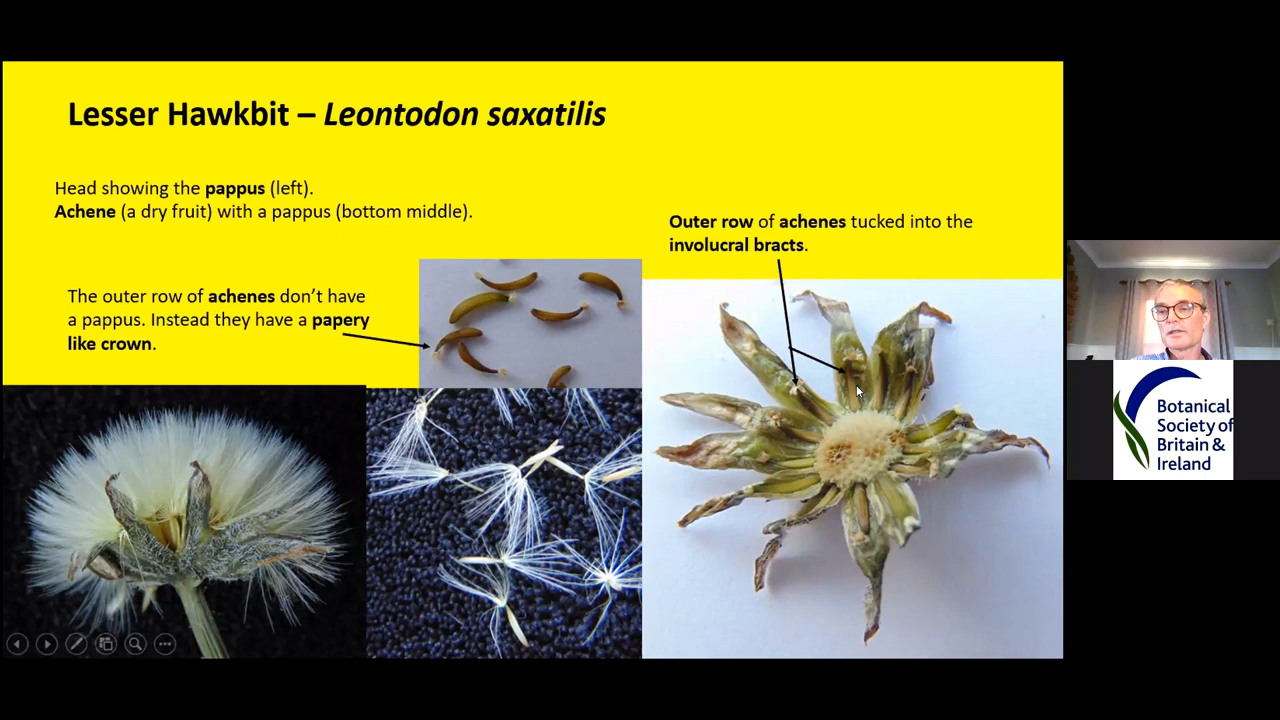 Lesser Hawkbit – Leontodon saxatilis
Head showing the pappus (left).
Achene (a dry fruit) with a pappus (bottom middle).
Outer row of achenes tucked into the
involucral bracts.
The outer row of achenes don’t have
a pappus. Instead they have a papery
like crown.
Botanical
Society of
Britain &
Ireland